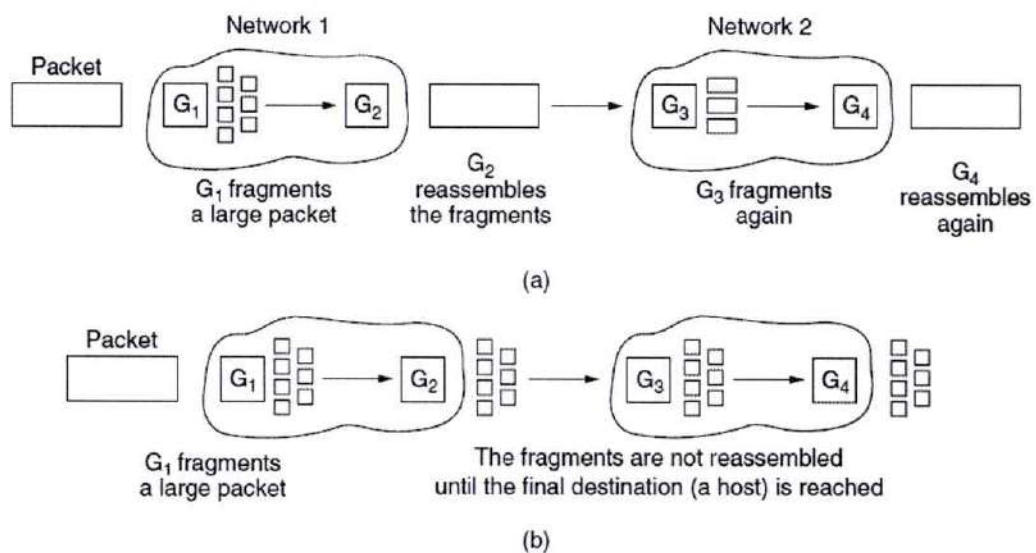 Network 1
Network 2
Packet
G₁
G₂
G₃
G₄
G₁ fragments
a large packet
G₂
reassembles
the fragments
G₃ fragments
again
G₄
reassembles
again
(a)
Packet
G₁
G₂
G₃
G₄
G₁ fragments
a large packet
The fragments are not reassembled
until the final destination (a host) is reached
(b)